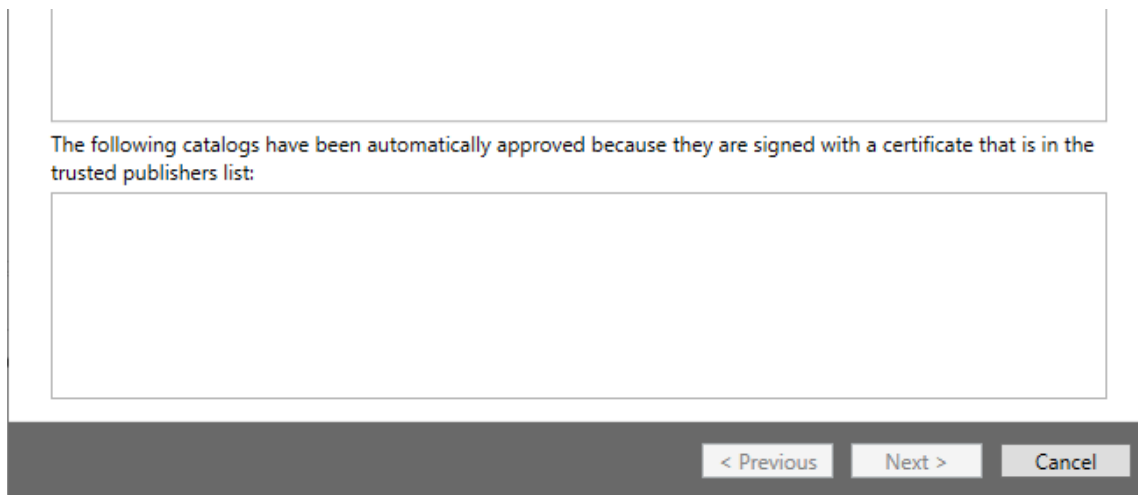 The following catalogs have been automatically approved because they are signed with a certificate that is in the
trusted publishers list:
< Previous
Next >
Cancel